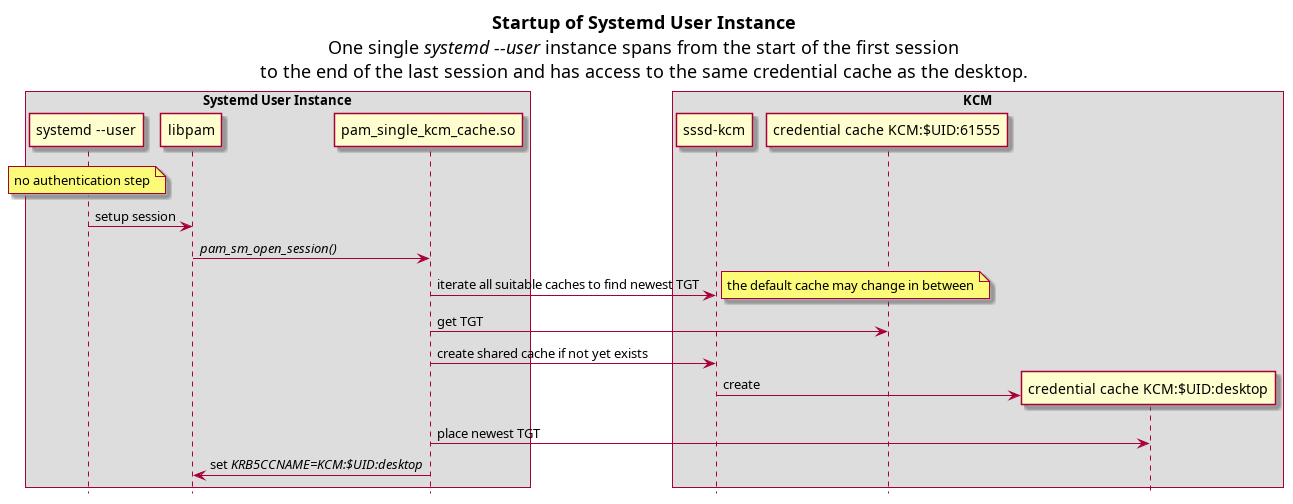 Startup of Systemd User Instance
One single systemd --user instance spans from the start of the first session
to the end of the last session and has access to the same credential cache as the desktop.
Systemd User Instance
KCM
systemd --user
libpam
pam_single_kcm_cache.so
sssd-kcm
credential cache KCM:$UID:61555
no authentication step
setup session
pam_sm_open_session()
iterate all suitable caches to find newest TGT
the default cache may change in between
get TGT
create shared cache if not yet exists
create
credential cache KCM:$UID:desktop
place newest TGT
set KRB5CCNAME=KCM:$UID:desktop